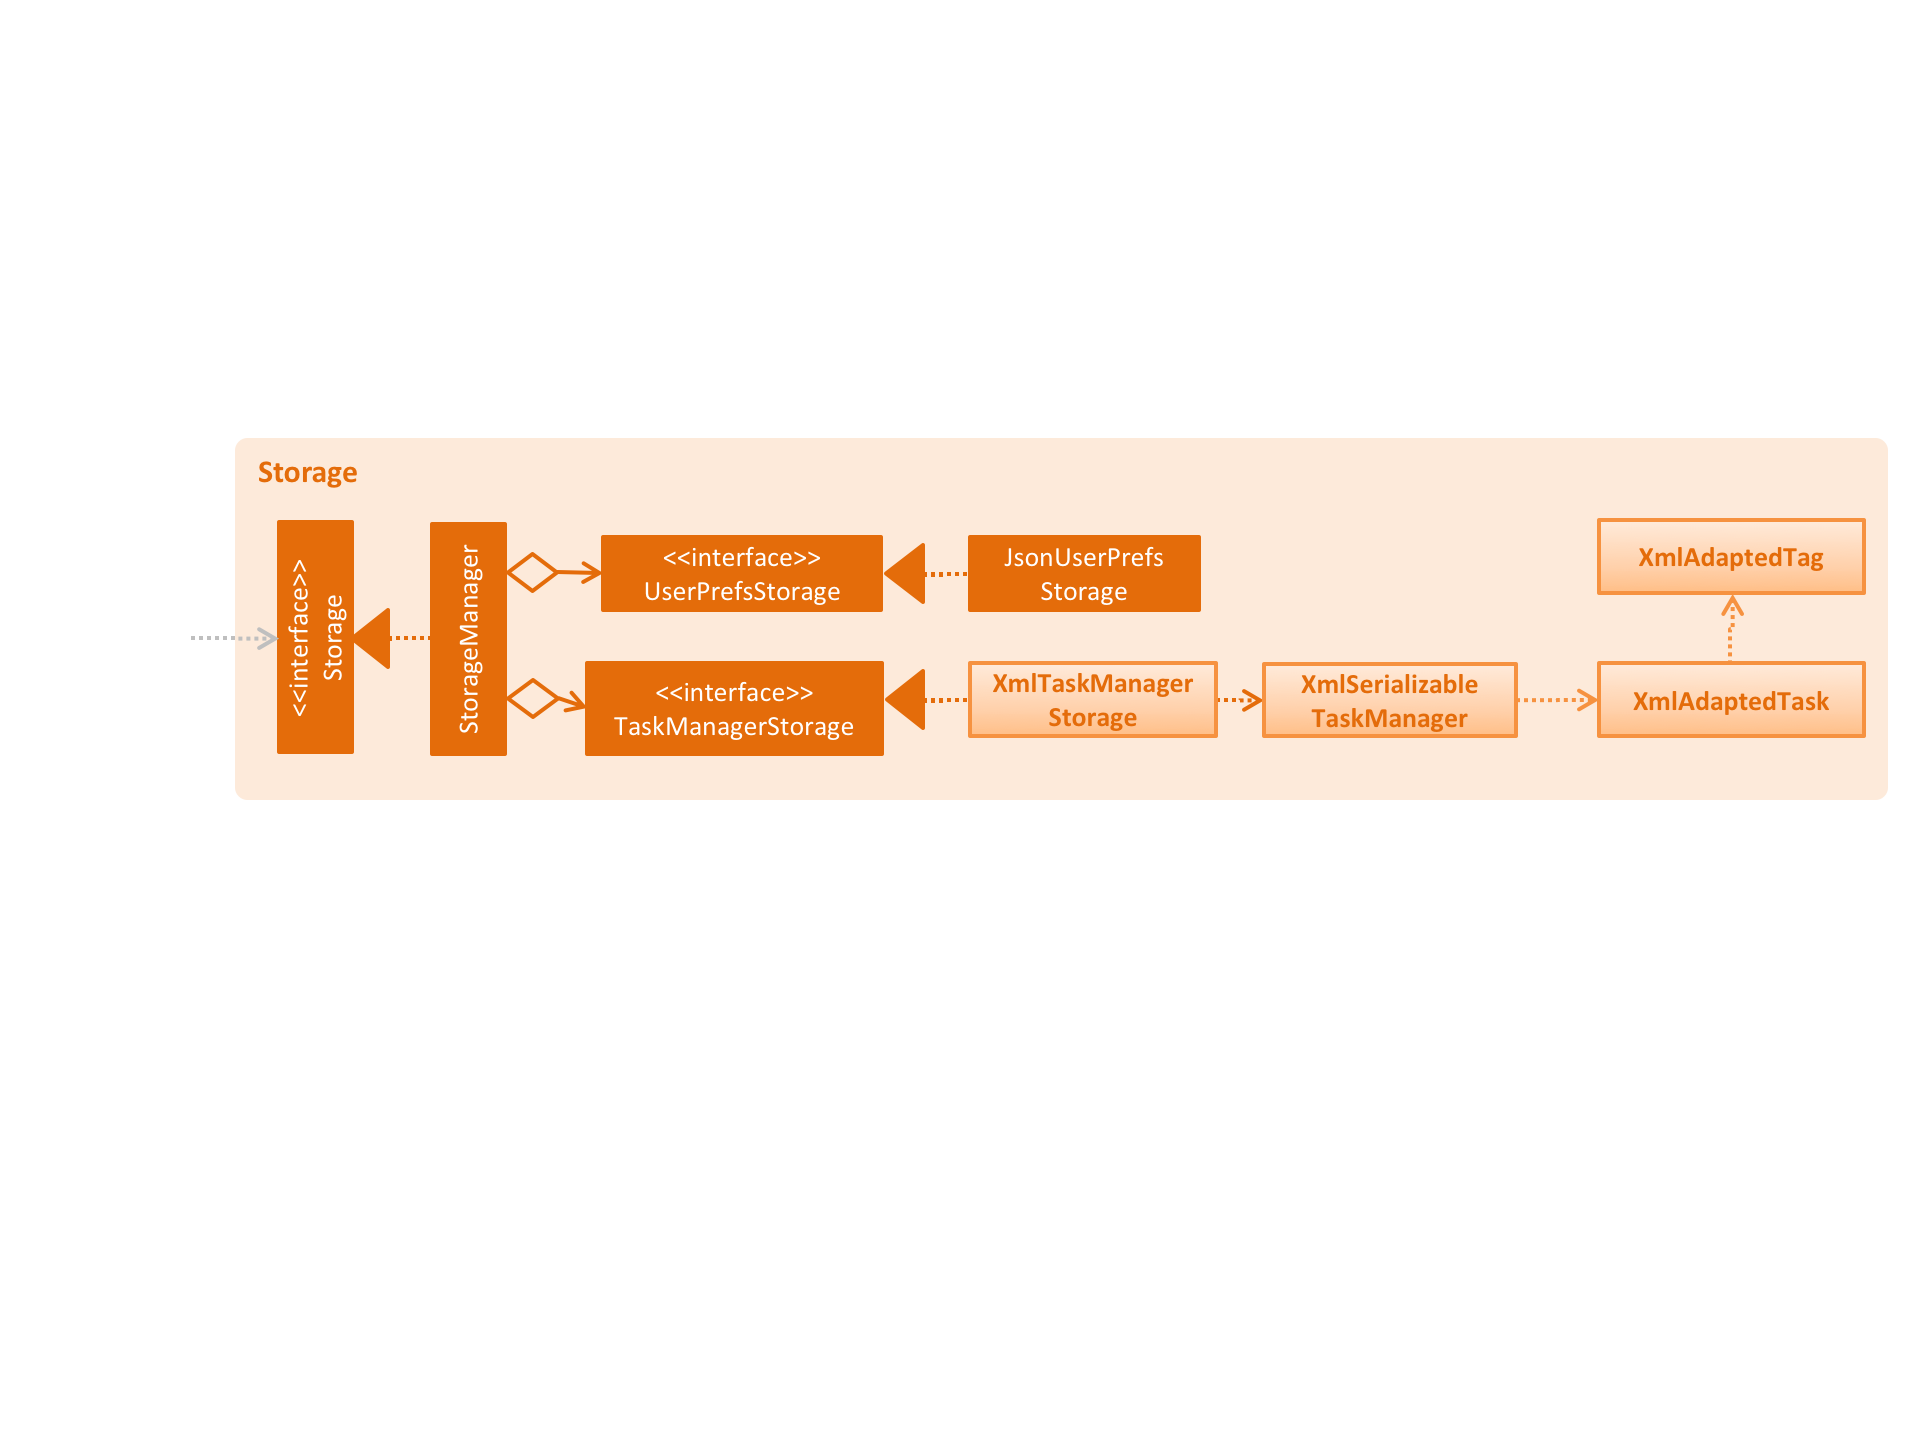 Storage
<<interface>>
Storage
StorageManager
<<interface>>
UserPrefsStorage
JsonUserPrefs
Storage
XmlAdaptedTag
<<interface>>
TaskManagerStorage
XmlTaskManager
Storage
XmlSerializable
TaskManager
XmlAdaptedTask